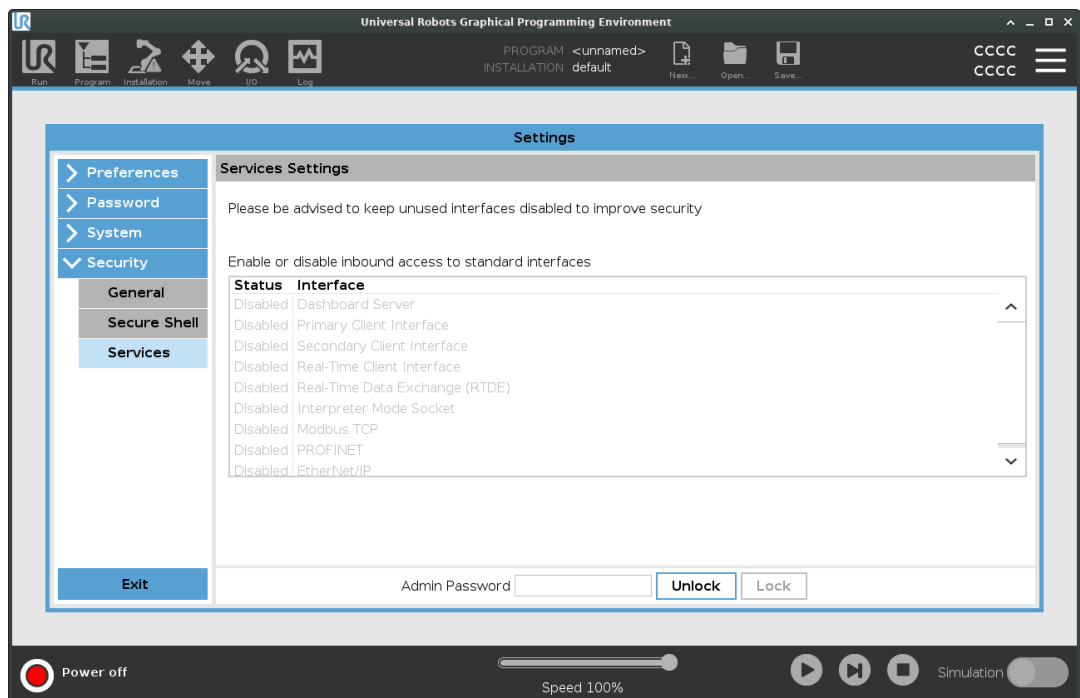 UR
Universal Robots Graphical Programming Environment
UR
Run
Program
Installation
Move
I/O
Log
PROGRAM <unnamed>
INSTALLATION default
New...
Open...
Save...
CCCC
CCCC
Settings
Preferences
Password
System
Security
General
Secure Shell
Services
Exit
Services Settings
Please be advised to keep unused interfaces disabled to improve security
Enable or disable inbound access to standard interfaces
Status Interface
Disabled Dashboard Server
Disabled Primary Client Interface
Disabled Secondary Client Interface
Disabled Real-Time Client Interface
Disabled Real-Time Data Exchange (RTDE)
Disabled Interpreter Mode Socket
Disabled Modbus TCP
Disabled PROFINET
Disabled EtherNet/IP
Admin Password Unlock Lock
Power off
Speed 100%
Simulation